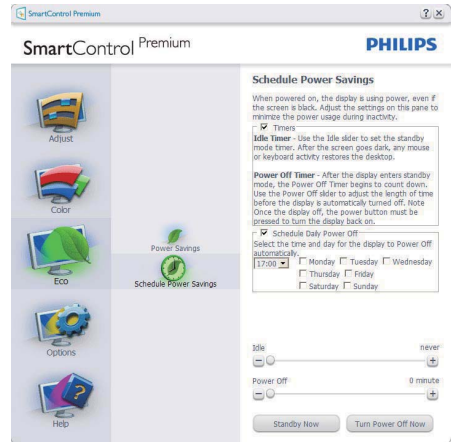 SmartControl Premium
SmartControl Premium
PHILIPS
Adjust
Color
Eco
Options
Help
Power Savings
Schedule Power Savings
Schedule Power Savings
When powered on, the display is using power, even if
the screen is black. Adjust the settings on this pane to
minimize the power usage during inactivity.
Timers
Idle Timer - Use the Idle slider to set the standby
mode timer. After the screen goes dark, any mouse
or keyboard activity restores the desktop.
Power Off Timer - After the display enters standby
mode, the Power Off Timer begins to count down.
Use the Power Off slider to adjust the length of time
before the display is automatically turned off. Note
Once the display off, the power button must be
pressed to turn the display back on.
Schedule Daily Power Off
Select the time and day for the display to Power Off
automatically.
17:00 Monday Tuesday Wednesday
Thursday Friday
Saturday Sunday
Idle never
Power Off 0 minute
Standby Now Turn Power Off Now